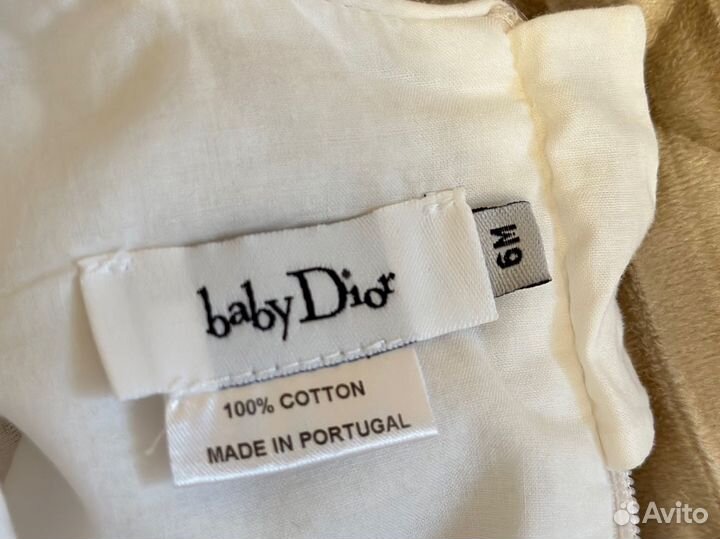 baby Dior
6M
100% COTTON
MADE IN PORTUGAL
Avito